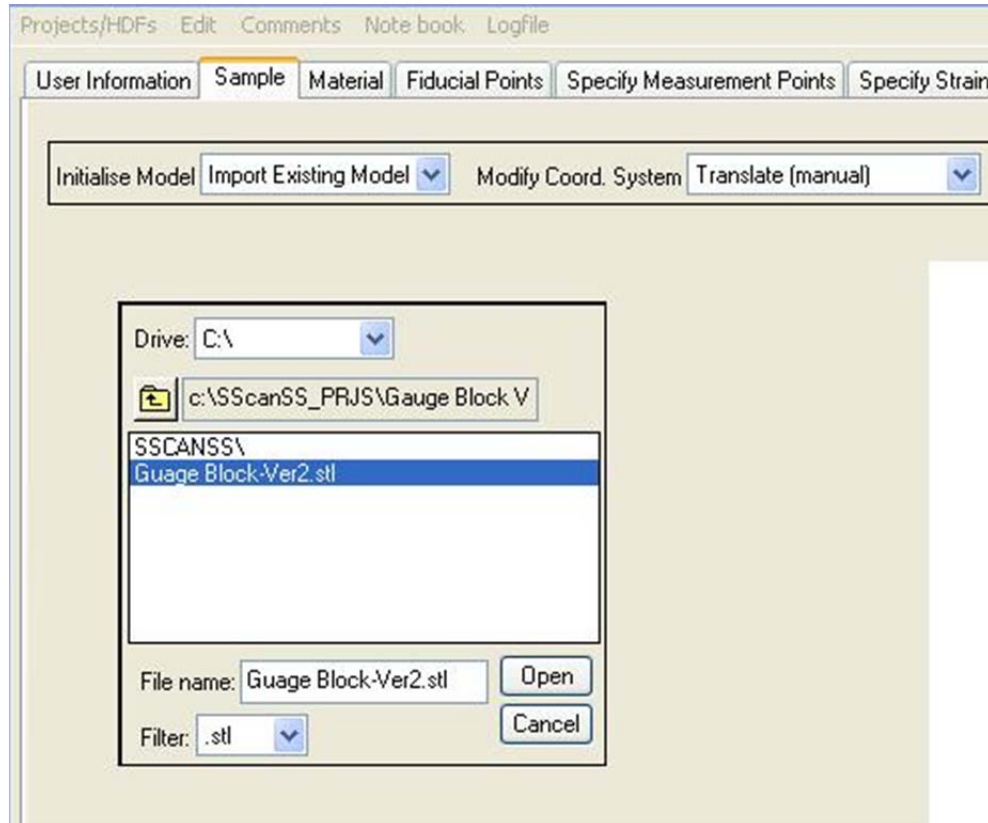 Projects/HDFs Edit Comments Note book Logfile
User Information Sample Material Fiducial Points Specify Measurement Points Specify Strain
Initialise Model Import Existing Model Modify Coord. System Translate (manual)
Drive: C:\
c:\SScanSS_PRJS\Gauge Block V
SSCANSS\
Guage Block-Ver2.stl
File name: Guage Block-Ver2.stl Open
Filter: .stl Cancel